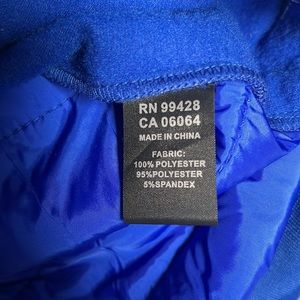 RN 99428
CA 06064
MADE IN CHINA
FABRIC:
100% POLYESTER
95%POLYESTER
5%SPANDEX